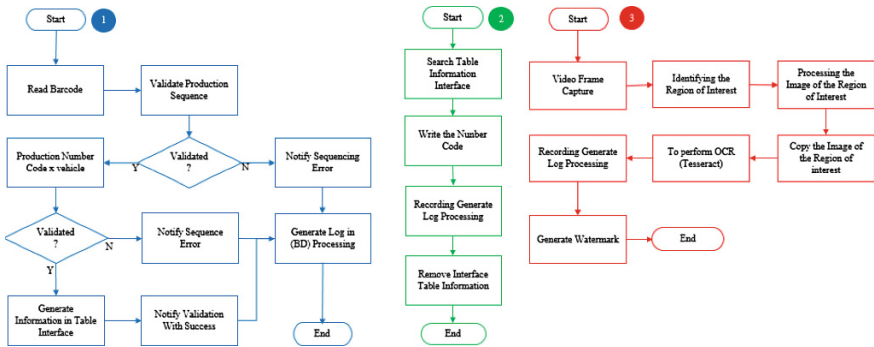 Start
1
Read Barcode
Validate Production
Sequence
Validated
?
Y
N
Production Number
Code x vehicle
Notify Sequencing
Error
Validated
?
N
Y
Notify Sequence
Error
Generate Log in
(BD) Processing
Generate
Information in Table
Interface
Notify Validation
With Success
End
Start
2
Search Table
Information
Interface
Write the Number
Code
Recording Generate
Log Processing
Remove Interface
Table Information
End
Start
3
Video Frame
Capture
Identifying the
Region of Interest
Processing the
Image of the Region
of Interest
Copy the Image of
the Region of
interest
To perform OCR
(Tesseract)
Recording Generate
Log Processing
Generate Watermark
End